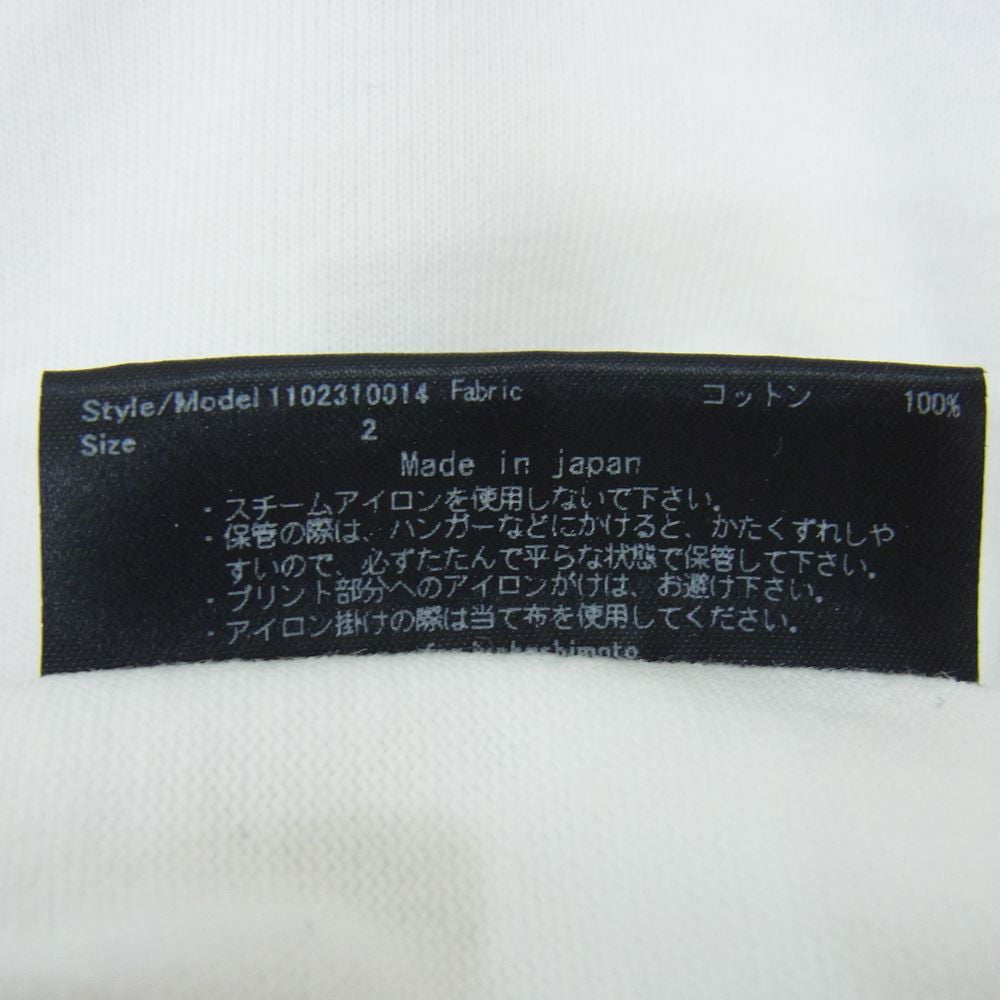 Style/Model 1102310014 Fabric コットン 100%
Size 2
Made in japan
・スチームアイロンを使用しないで下さい。
・保管の際は、ハンガーなどにかけると、かたくずれしや
すいので、必ずたたんで平らな状態で保管して下さい。
・プリント部分へのアイロンがけは、お避け下さい。
・アイロン掛けの際は当て布を使用してください。